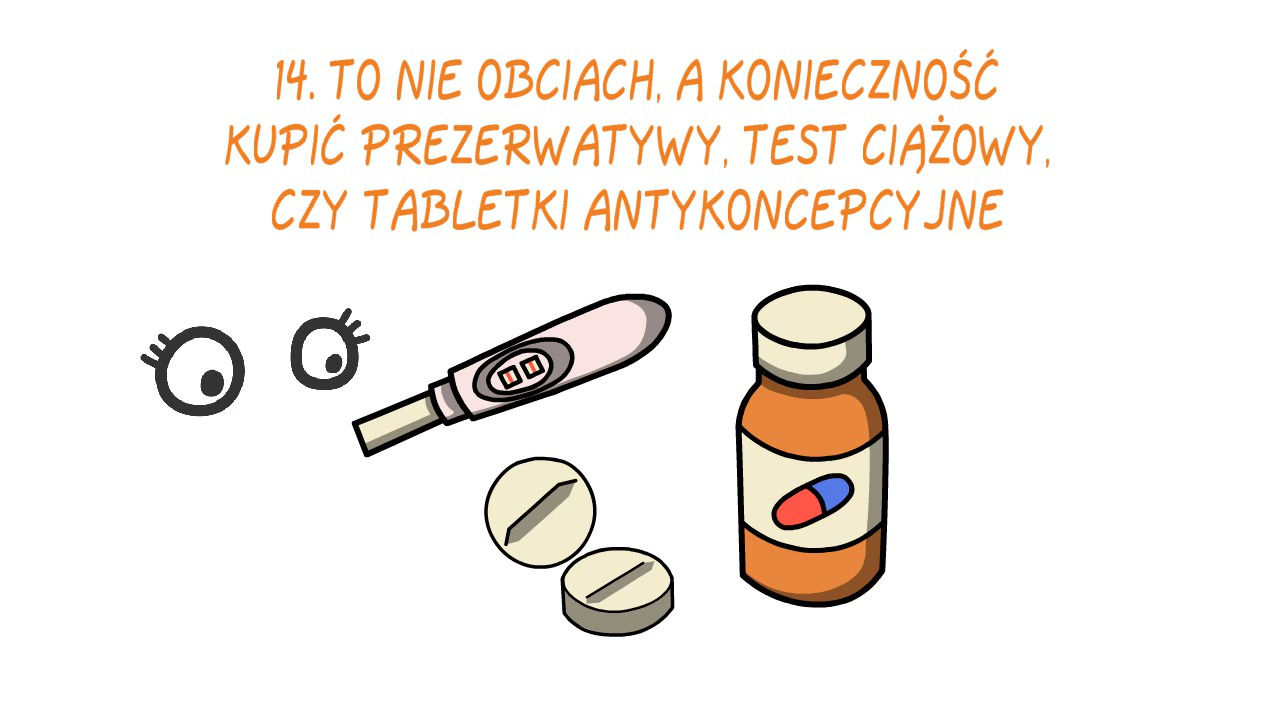 14. TO NIE OBCIACH, A KONIECZNOŚĆ
KUPIĆ PREZERWATYWY, TEST CIĄŻOWY,
CZY TABLETKI ANTYKONCEPCYJNE